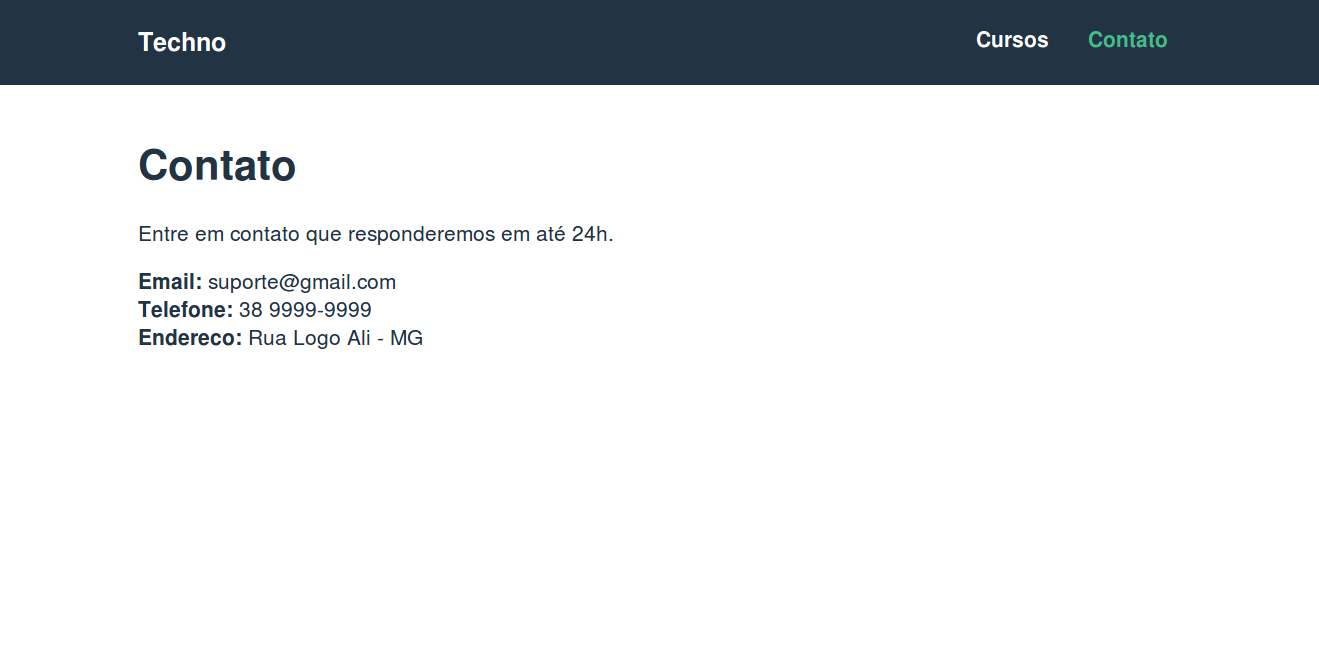 Techno
Cursos
Contato
Contato
Entre em contato que responderemos em até 24h.
Email: suporte@gmail.com
Telefone: 38 9999-9999
Endereco: Rua Logo Ali - MG